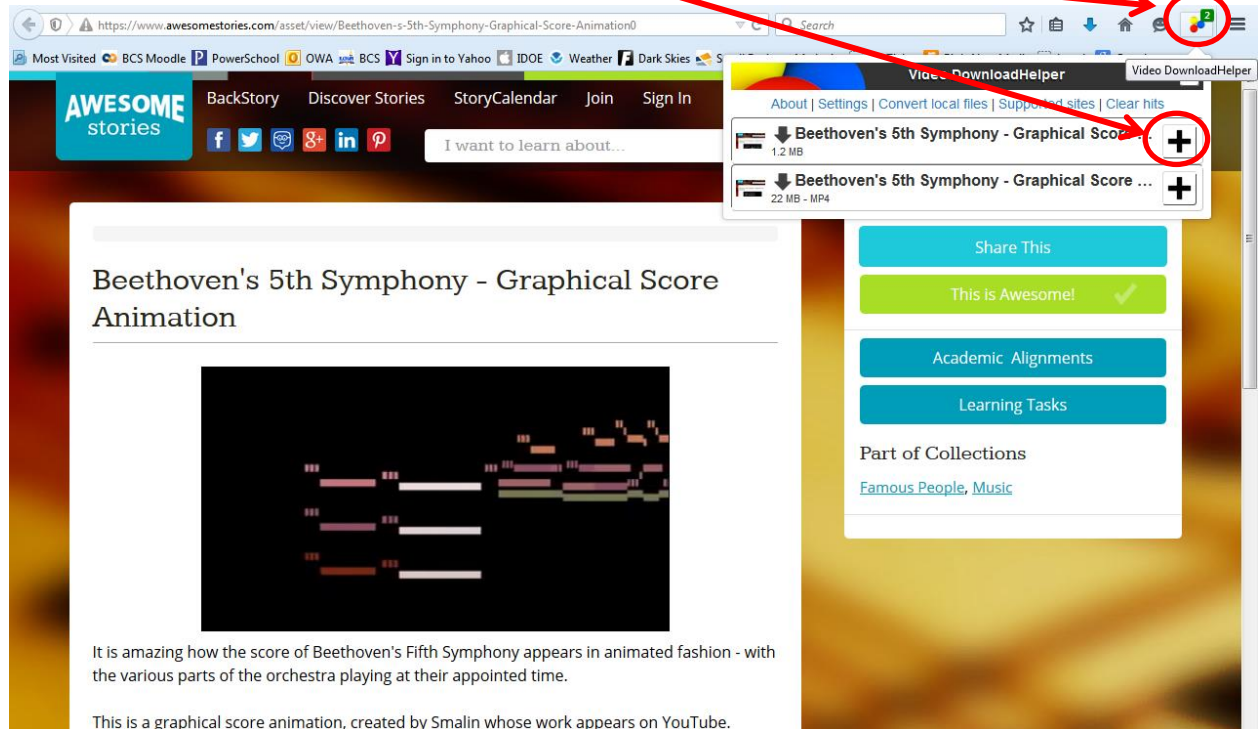 https://www.awesomestories.com/asset/view/Beethoven-s-5th-Symphony-Graphical-Score-Animation0
Search
2
Most Visited BCS Moodle PowerSchool OWA BCS Sign in to Yahoo IDOE Weather Dark Skies
Video DownloadHelper
Video DownloadHelper
About | Settings | Convert local files | Supported sites | Clear hits
Beethoven's 5th Symphony - Graphical Score ...
1.2 MB
Beethoven's 5th Symphony - Graphical Score ...
22 MB - MP4
AWESOME
stories
BackStory Discover Stories StoryCalendar Join Sign In
I want to learn about...
Share This
This is Awesome!
Academic Alignments
Learning Tasks
Part of Collections
Famous People, Music
Beethoven's 5th Symphony - Graphical Score
Animation
It is amazing how the score of Beethoven's Fifth Symphony appears in animated fashion - with
the various parts of the orchestra playing at their appointed time.
This is a graphical score animation, created by Smalin whose work appears on YouTube.